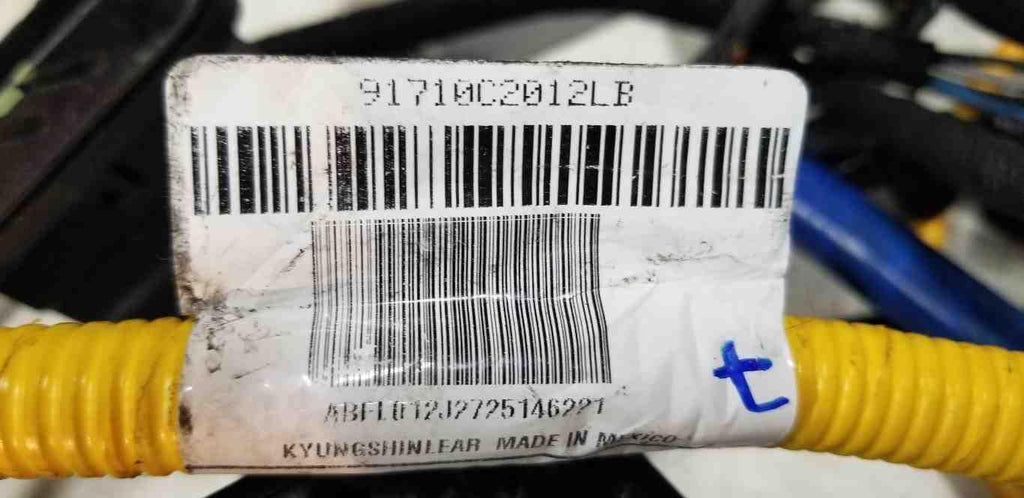 91710C2012LB
ABFL012J2725146221
KYUNGSHINLEAR MADE IN MEXICO
t